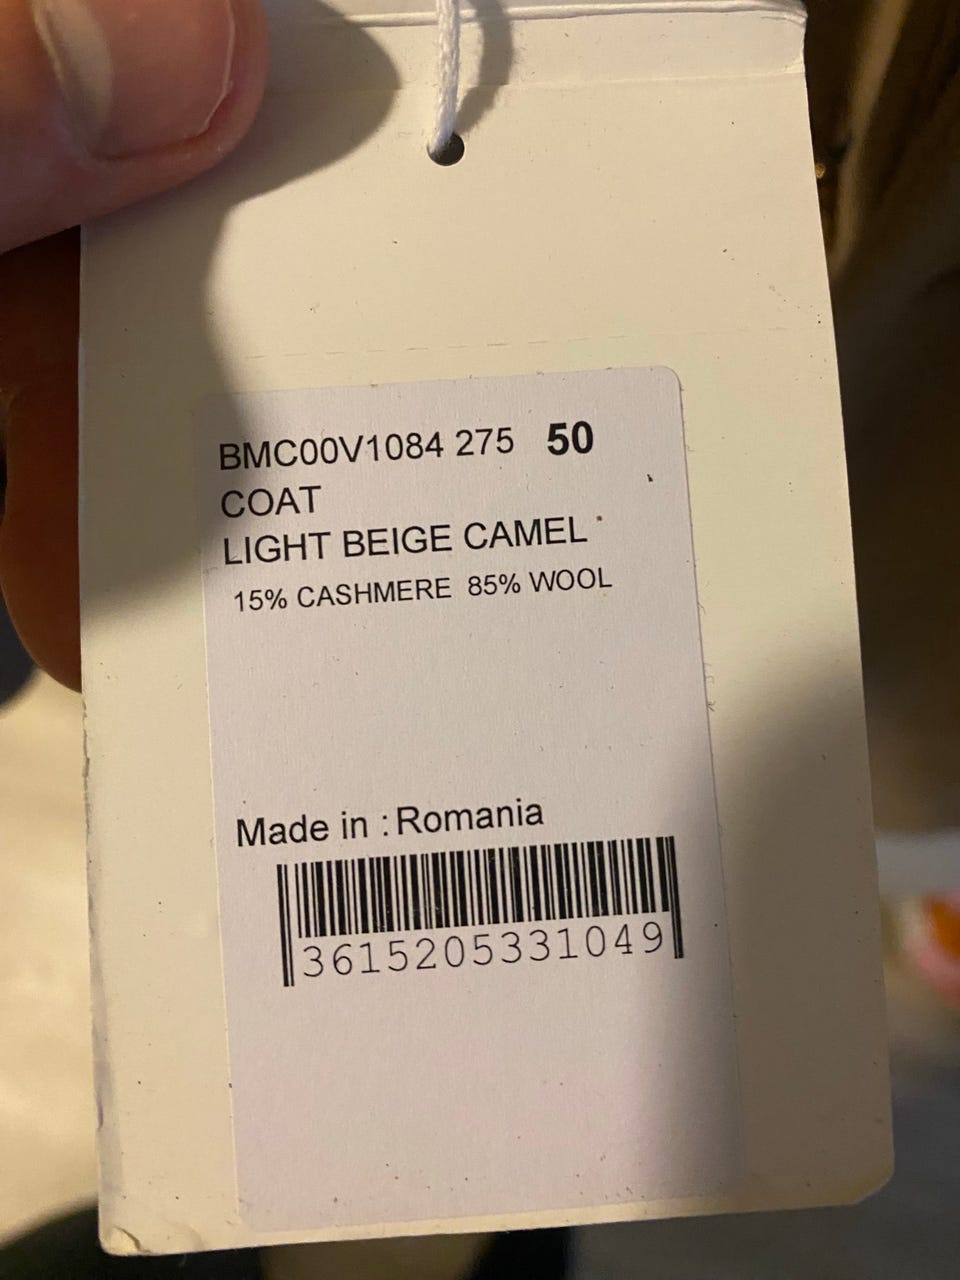 BMC00V1084 275 50
COAT
LIGHT BEIGE CAMEL
15% CASHMERE 85% WOOL
Made in : Romania
3615205331049